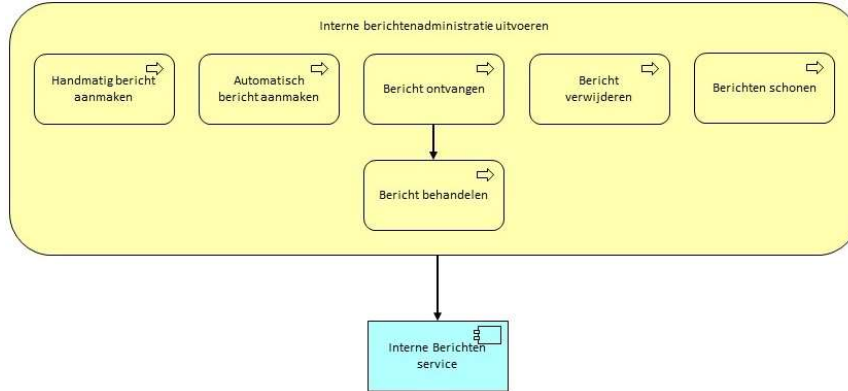 Interne berichtenadministratie uitvoeren
Handmatig bericht
aanmaken
Automatisch
bericht aanmaken
Bericht ontvangen
Bericht
verwijderen
Berichten schonen
Bericht behandelen
Interne Berichten
service